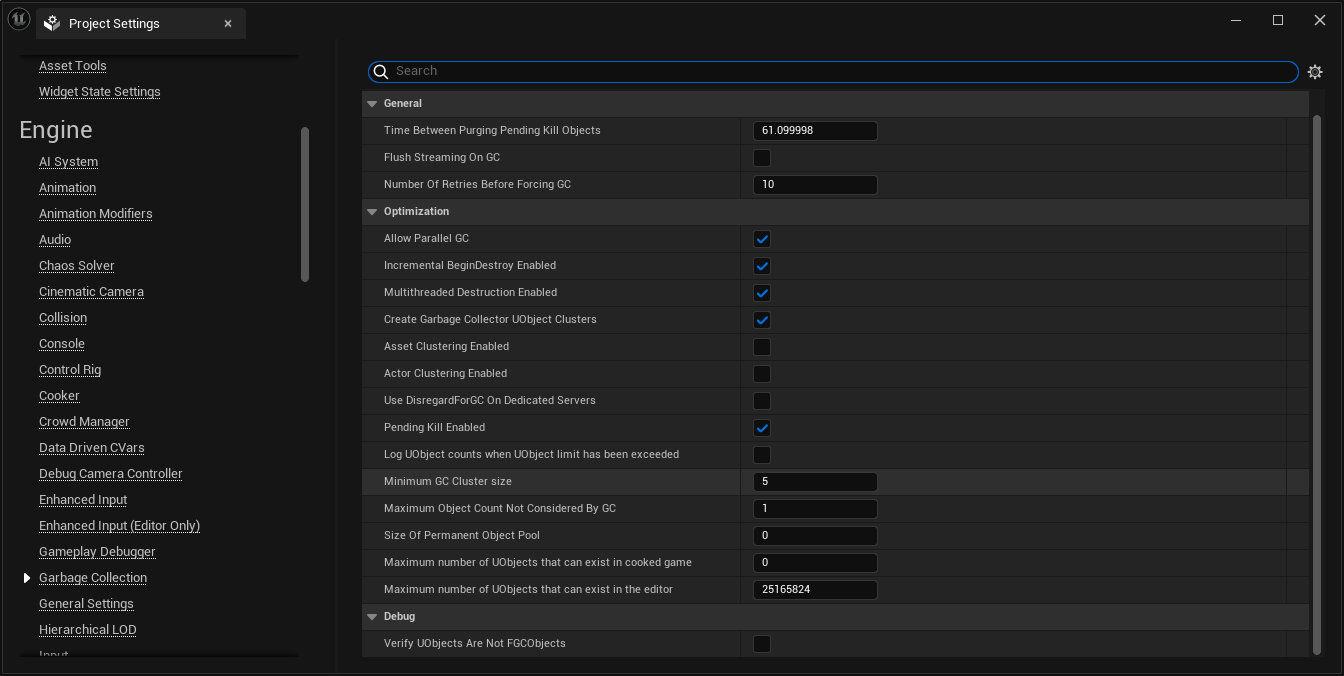 Project Settings
Asset Tools
Widget State Settings
Engine
AI System
Animation
Animation Modifiers
Audio
Chaos Solver
Cinematic Camera
Collision
Console
Control Rig
Cooker
Crowd Manager
Data Driven CVars
Debug Camera Controller
Enhanced Input
Enhanced Input (Editor Only)
Gameplay Debugger
Garbage Collection
General Settings
Hierarchical LOD
Input
Search
General
Time Between Purging Pending Kill Objects 61.099998
Flush Streaming On GC
Number Of Retries Before Forcing GC 10
Optimization
Allow Parallel GC
Incremental BeginDestroy Enabled
Multithreaded Destruction Enabled
Create Garbage Collector UObject Clusters
Asset Clustering Enabled
Actor Clustering Enabled
Use DisregardForGC On Dedicated Servers
Pending Kill Enabled
Log UObject counts when UObject limit has been exceeded
Minimum GC Cluster size 5
Maximum Object Count Not Considered By GC 1
Size Of Permanent Object Pool 0
Maximum number of UObjects that can exist in cooked game 0
Maximum number of UObjects that can exist in the editor 25165824
Debug
Verify UObjects Are Not FGCObjects